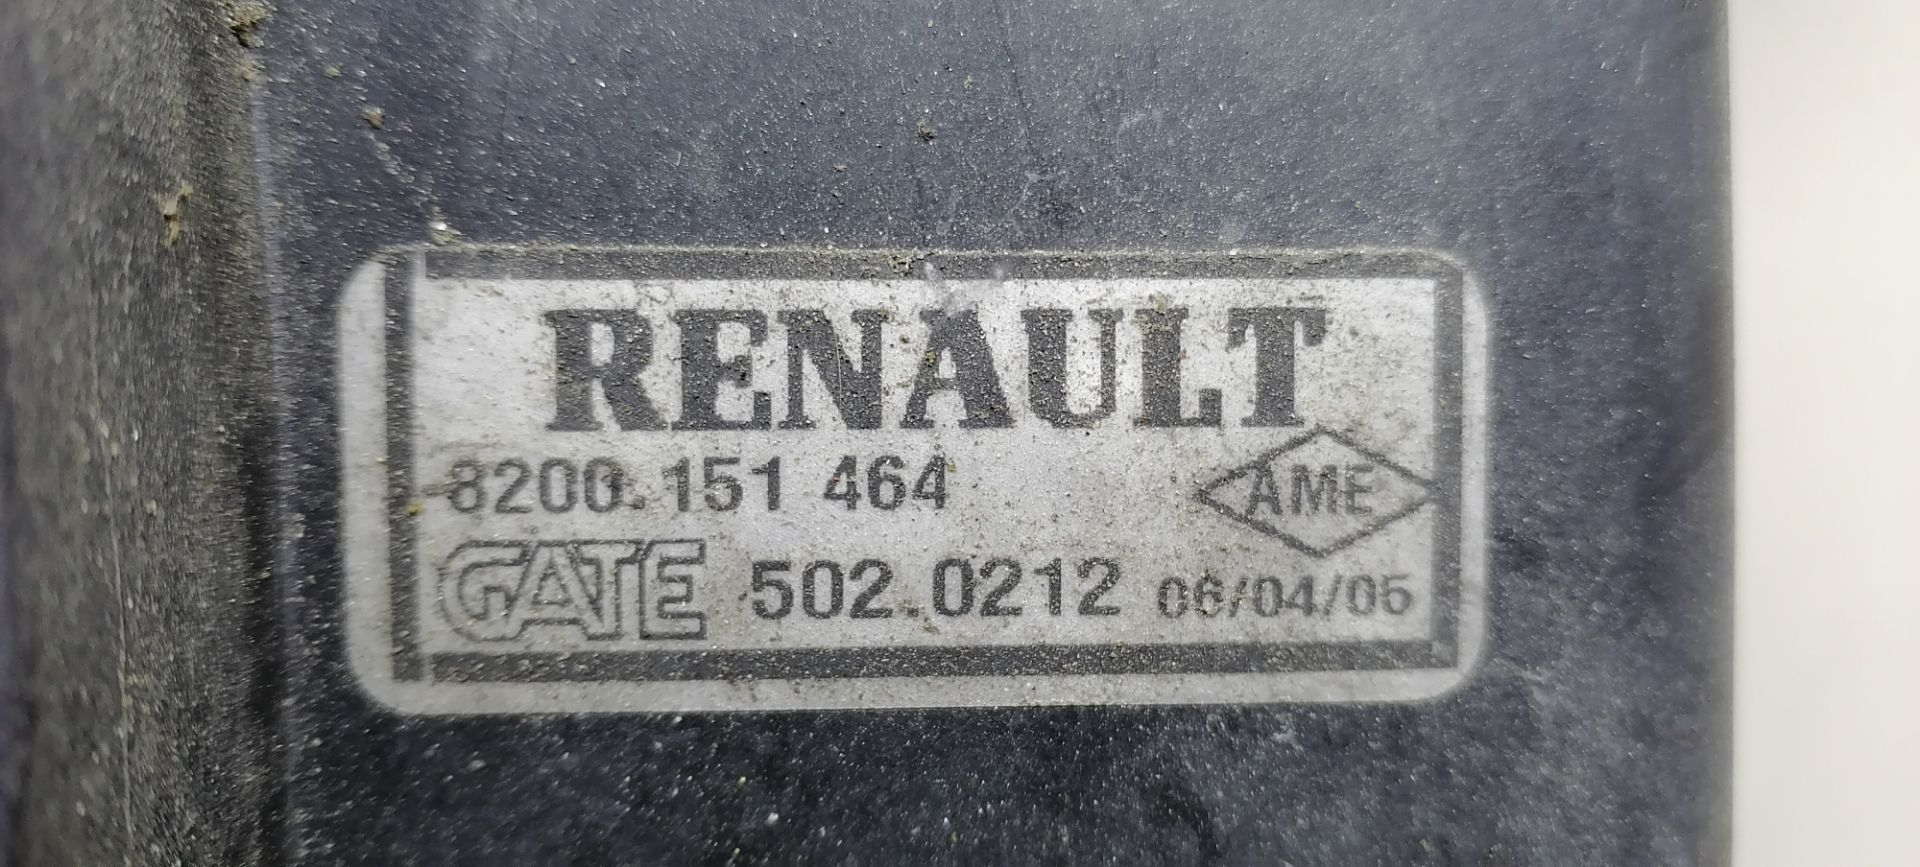 RENAULT
8200.151 464
AME
GATE 502.0212 06/04/05